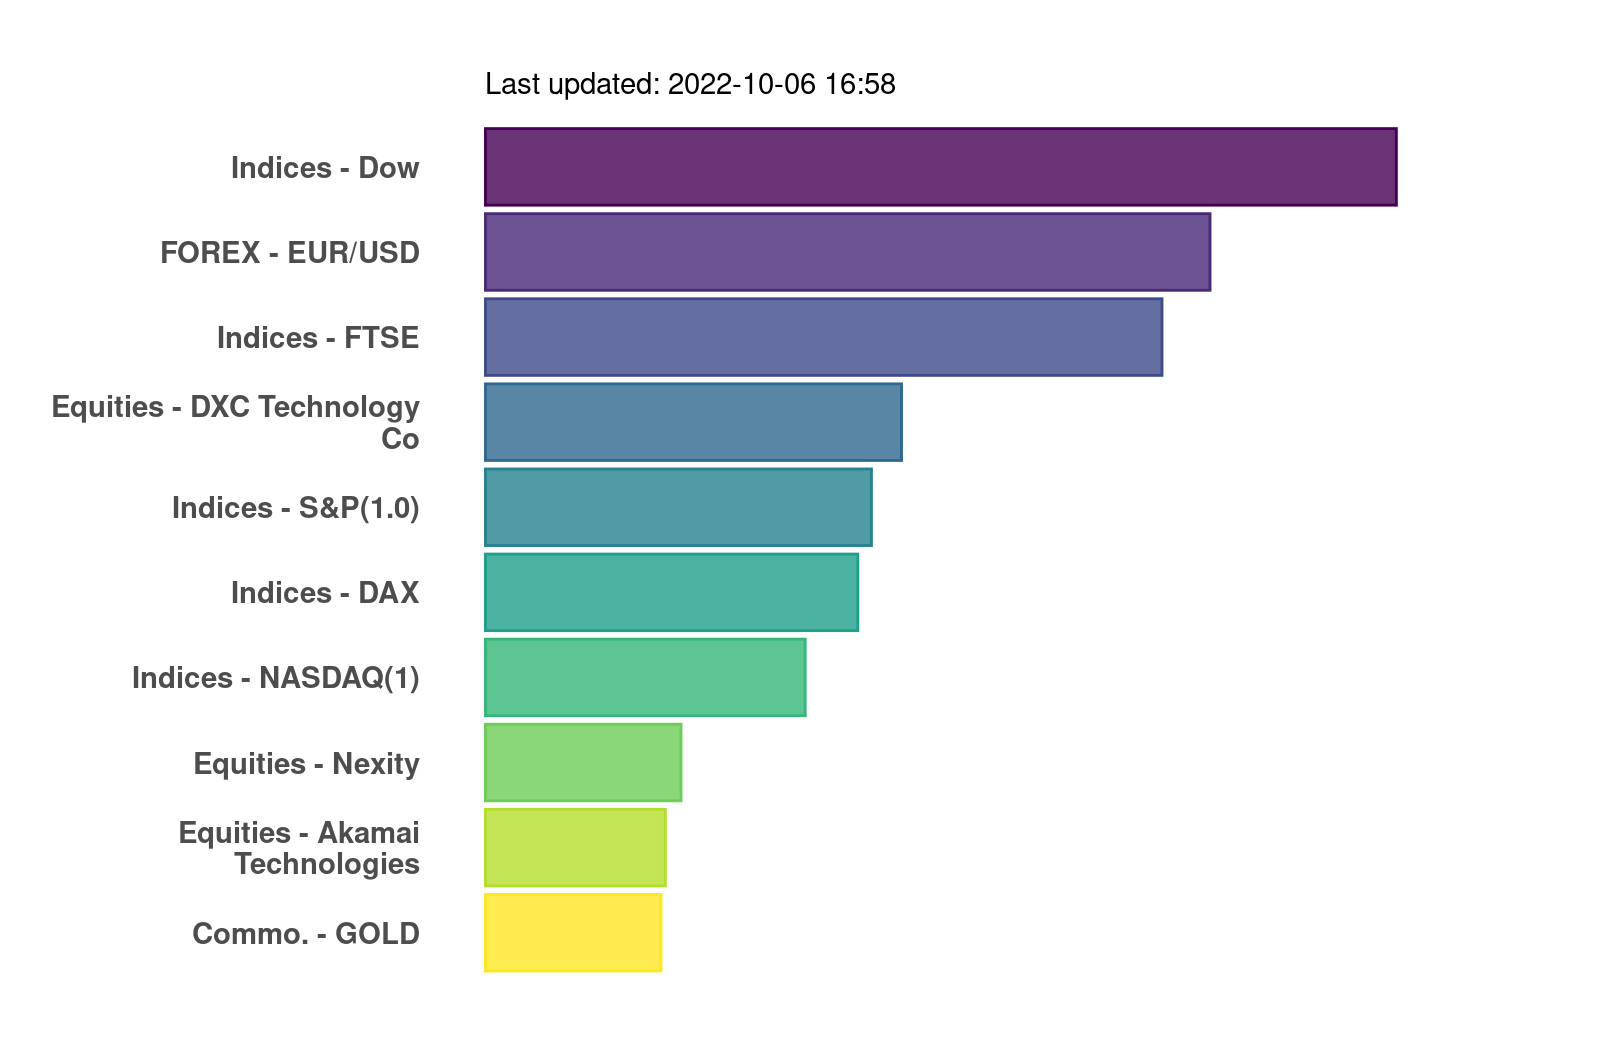 Last updated: 2022-10-06 16:58
Indices - Dow
FOREX - EUR/USD
Indices - FTSE
Equities - DXC Technology
Co
Indices - S&P(1.0)
Indices - DAX
Indices - NASDAQ(1)
Equities - Nexity
Equities - Akamai
Technologies
Commo. - GOLD